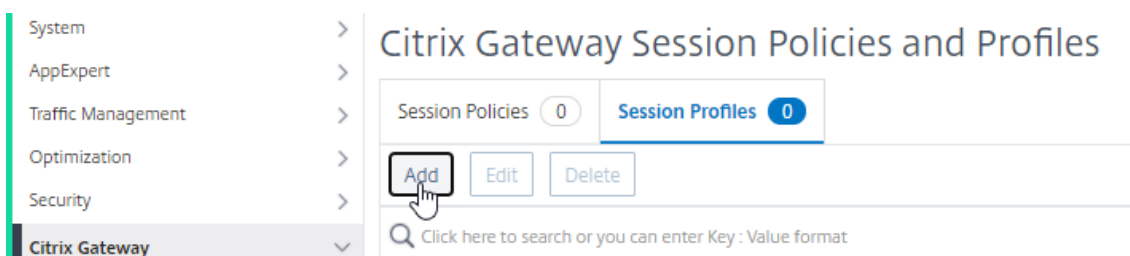 System
AppExpert
Traffic Management
Optimization
Security
Citrix Gateway
Citrix Gateway Session Policies and Profiles
Session Policies 0 Session Profiles 0
Add Edit Delete
Click here to search or you can enter Key : Value format